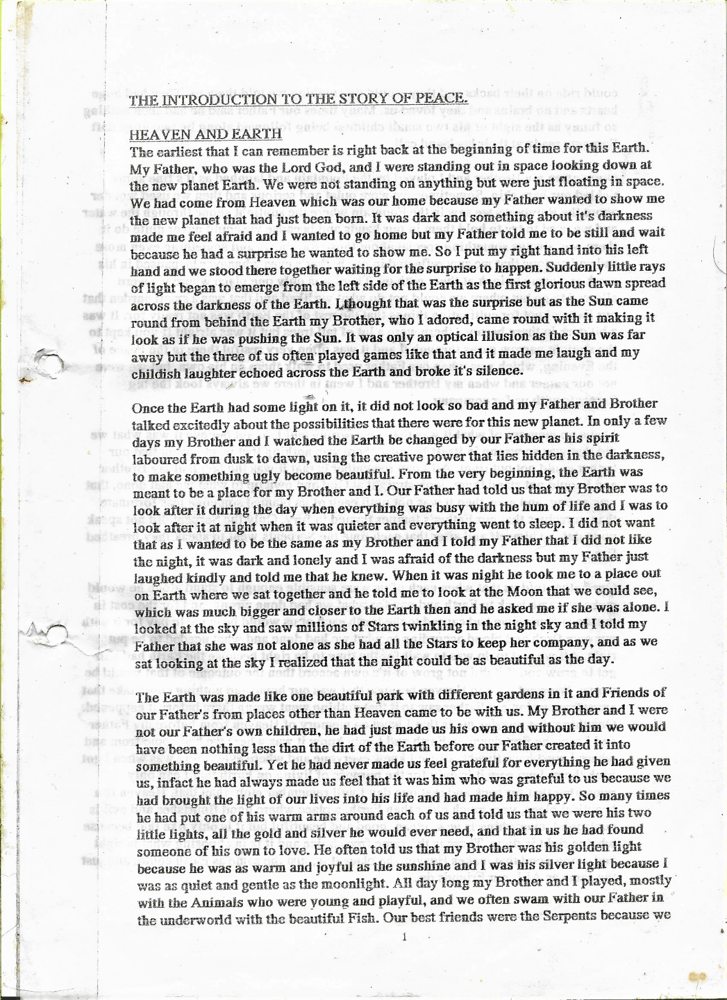 THE INTRODUCTION TO THE STORY OF PEACE.
HEAVEN AND EARTH
The earliest that I can remember is right back at the beginning of time for this Earth.
My Father, who was the Lord God, and I were standing out in space looking down at
the new planet Earth. We were not standing on anything but were just floating in space.
We had come from Heaven which was our home because my Father wanted to show me
the new planet that had just been born. It was dark and something about it's darkness
made me feel afraid and I wanted to go home but my Father told me to be still and wait
because he had a surprise he wanted to show me. So I put my right hand into his left
hand and we stood there together waiting for the surprise to happen. Suddenly little rays
of light began to emerge from the left side of the Earth as the first glorious dawn spread
across the darkness of the Earth. I thought that was the surprise but as the Sun came
round from behind the Earth my Brother, who I adored, came round with it making it
look as if he was pushing the Sun. It was only an optical illusion as the Sun was far
away but the three of us often played games like that and it made me laugh and my
childish laughter echoed across the Earth and broke it's silence.
Once the Earth had some light on it, it did not look so bad and my Father and Brother
talked excitedly about the possibilities that there were for this new planet. In only a few
days my Brother and I watched the Earth be changed by our Father as his spirit
laboured from dusk to dawn, using the creative power that lies hidden in the darkness,
to make something ugly become beautiful. From the very beginning, the Earth was
meant to be a place for my Brother and I. Our Father had told us that my Brother was to
look after it during the day when everything was busy with the hum of life and I was to
look after it at night when it was quieter and everything went to sleep. I did not want
that as I wanted to be the same as my Brother and I told my Father that I did not like
the night, it was dark and lonely and I was afraid of the darkness but my Father just
laughed kindly and told me that he knew. When it was night he took me to a place out
on Earth where we sat together and he told me to look at the Moon that we could see,
which was much bigger and closer to the Earth then and he asked me if she was alone. I
looked at the sky and saw millions of Stars twinkling in the night sky and I told my
Father that she was not alone as she had all the Stars to keep her company, and as we
sat looking at the sky I realized that the night could be as beautiful as the day.
The Earth was made like one beautiful park with different gardens in it and Friends of
our Father's from places other than Heaven came to be with us. My Brother and I were
not our Father's own children, he had just made us his own and without him we would
have been nothing less than the dirt of the Earth before our Father created it into
something beautiful. Yet he had never made us feel grateful for everything he had given
us, infact he had always made us feel that it was him who was grateful to us because we
had brought the light of our lives into his life and had made him happy. So many times
he had put one of his warm arms around each of us and told us that we were his two
little lights, all the gold and silver he would ever need, and that in us he had found
someone of his own to love. He often told us that my Brother was his golden light
because he was as warm and joyful as the sunshine and I was his silver light because I
was as quiet and gentle as the moonlight. All day long my Brother and I played, mostly
with the Animals who were young and playful, and we often swam with our Father in
the underworld with the beautiful Fish. Our best friends were the Serpents because we
1